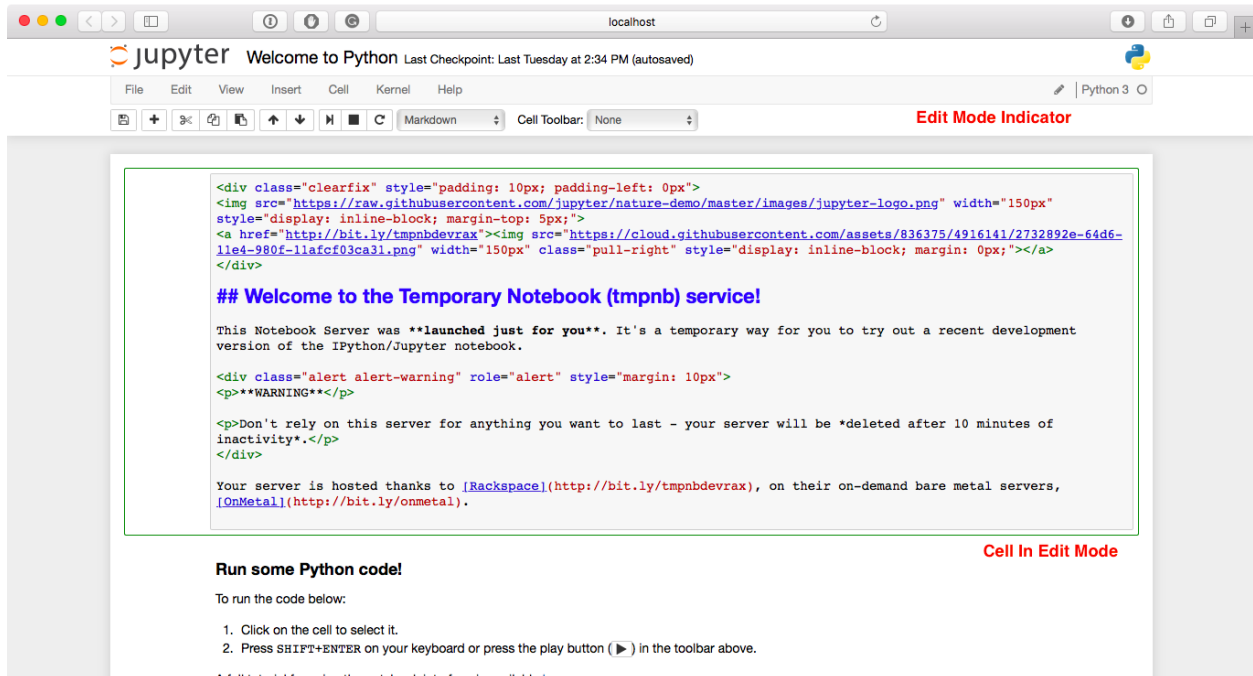 localhost
jupyter Welcome to Python Last Checkpoint: Last Tuesday at 2:34 PM (autosaved)
File Edit View Insert Cell Kernel Help Python 3
Markdown Cell Toolbar: None
Edit Mode Indicator
<div class="clearfix" style="padding: 10px; padding-left: 0px">
<img src="https://raw.githubusercontent.com/jupyter/nature-demo/master/images/jupyter-logo.png" width="150px"
style="display: inline-block; margin-top: 5px;">
<a href="http://bit.ly/tmpnbdevrax"><img src="https://cloud.githubusercontent.com/assets/836375/4916141/2732892e-64d6-
11e4-980f-11afcf03ca31.png" width="150px" class="pull-right" style="display: inline-block; margin: 0px;"></a>
</div>
## Welcome to the Temporary Notebook (tmpnb) service!
This Notebook Server was **launched just for you**. It's a temporary way for you to try out a recent development
version of the IPython/Jupyter notebook.
<div class="alert alert-warning" role="alert" style="margin: 10px">
<p>**WARNING**</p>
<p>Don't rely on this server for anything you want to last - your server will be *deleted after 10 minutes of
inactivity*.</p>
</div>
Your server is hosted thanks to [Rackspace](http://bit.ly/tmpnbdevrax), on their on-demand bare metal servers,
[OnMetal](http://bit.ly/onmetal).
Cell In Edit Mode
Run some Python code!
To run the code below:
1. Click on the cell to select it.
2. Press SHIFT+ENTER on your keyboard or press the play button (▶) in the toolbar above.